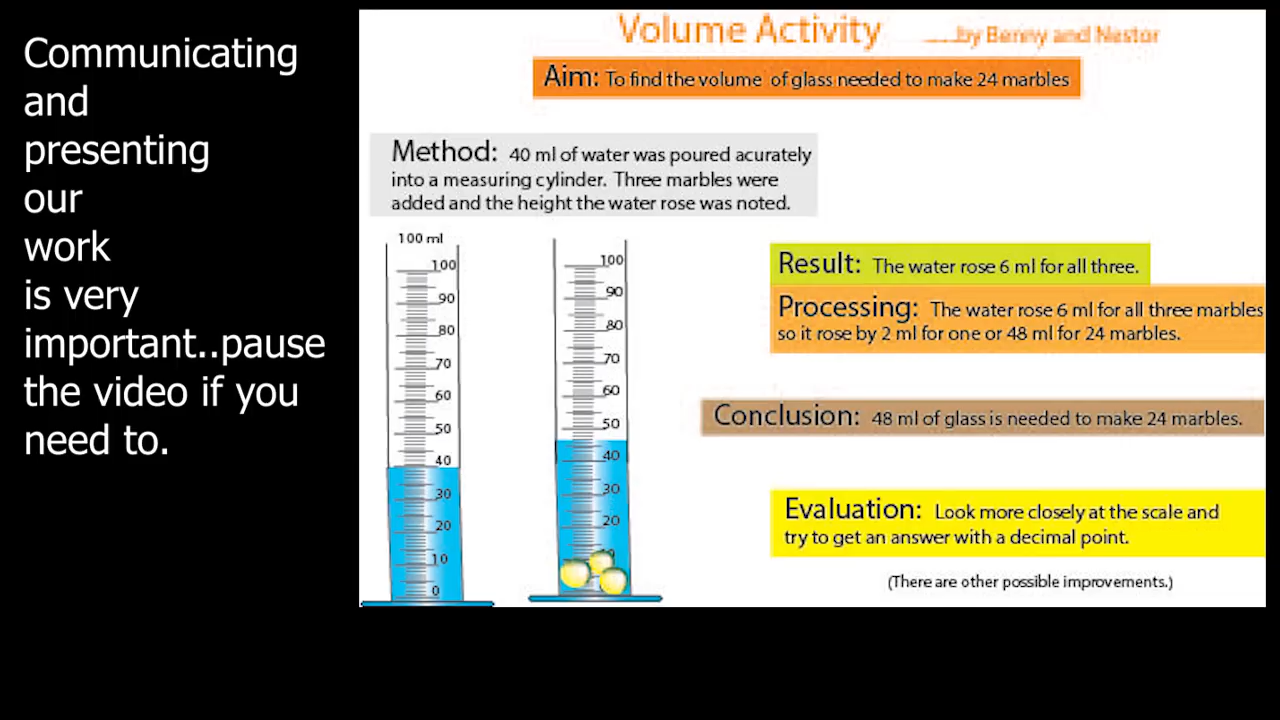 Communicating
and
presenting
our
work
is very
important..pause
the video if you
need to.
Volume Activity ....by Benny and Nestor
Aim: To find the volume of glass needed to make 24 marbles
Method: 40 ml of water was poured acurately
into a measuring cylinder. Three marbles were
added and the height the water rose was noted.
100 ml
100
90
80
70
60
50
40
30
20
10
0
100
90
80
70
60
50
40
30
20
10
Result: The water rose 6 ml for all three.
Processing: The water rose 6 ml for all three marbles
so it rose by 2 ml for one or 48 ml for 24 marbles.
Conclusion: 48 ml of glass is needed to make 24 marbles.
Evaluation: Look more closely at the scale and
try to get an answer with a decimal point.
(There are other possible improvements.)